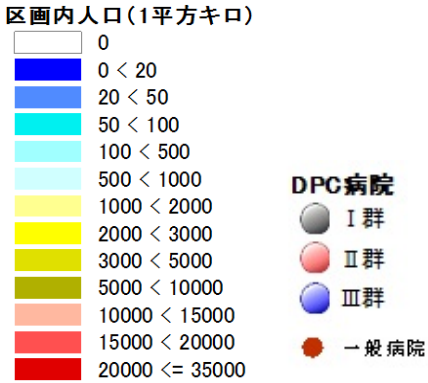 区画内人口(1平方キロ)
0
0 < 20
20 < 50
50 < 100
100 < 500
500 < 1000
1000 < 2000
2000 < 3000
3000 < 5000
5000 < 10000
10000 < 15000
15000 < 20000
20000 <= 35000
DPC病院
Ⅰ群
Ⅱ群
Ⅲ群
一般病院